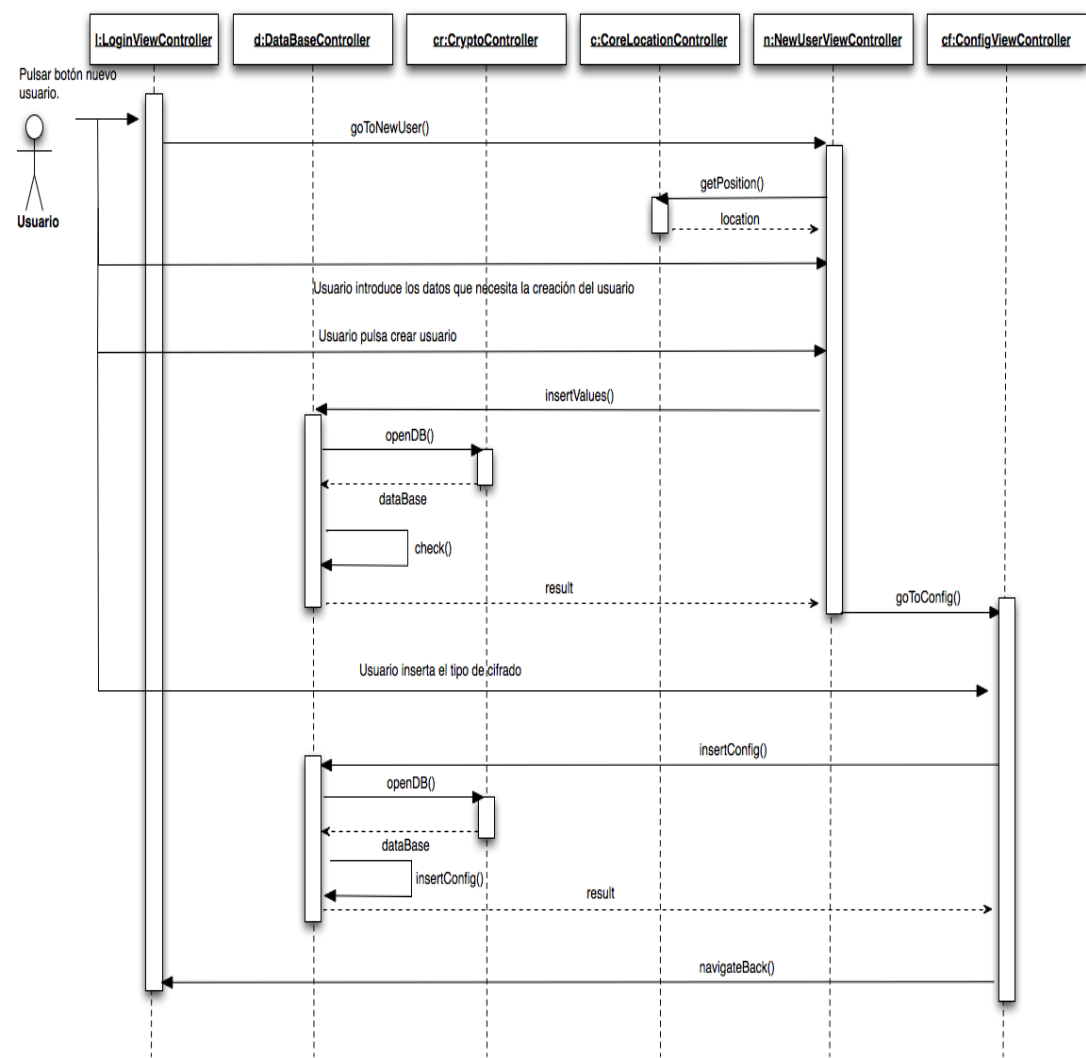 l:LoginViewController
d:DataBaseController
cr:CryptoController
c:CoreLocationController
n:NewUserViewController
cf:ConfigViewController
Pulsar botón nuevo
usuario.
goToNewUser()
getPosition()
location
Usuario
Usuario introduce los datos que necesita la creación del usuario
Usuario pulsa crear usuario
insertValues()
openDB()
dataBase
check()
result
goToConfig()
Usuario inserta el tipo de cifrado
insertConfig()
openDB()
dataBase
insertConfig()
result
navigateBack()